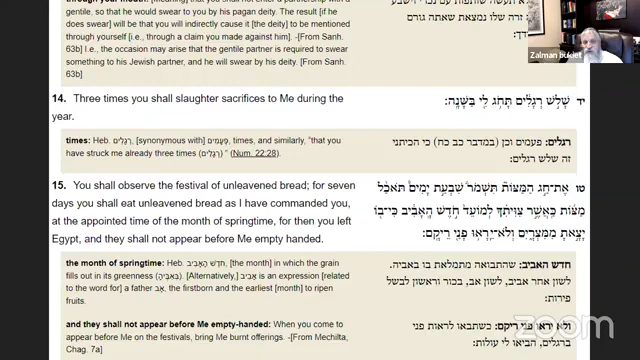 through your mouth: [Meaning] that you shall not enter a partnership with a
gentile, so that he would swear to you by his pagan deity. The result [if he
does swear] will be that you will indirectly cause it [the deity] to be mentioned
through yourself [i.e., through a claim you made against him]. -[From Sanh.
63b] I.e., the occasion may arise that the gentile partner is required to swear
something to his Jewish partner, and he will swear by his deity. [From Sanh.
63b]
זרה שלו נמצאת שאתה גורם
Zalman bukiet
14. Three times you shall slaughter sacrifices to Me during the
year.
יד שָׁלֹשׁ רְגָלִים תָּחֹג לִי בַּשָּׁנָה:
times: Heb. רְגָלִים, [synonymous with] פְּעָמִים, times, and similarly, "that you
have struck me already three times (רְגָלִים) " (Num. 22:28).
רגלים: פעמים וכן (במדבר כב כח) כי הכיתני
זה שלש רגלים:
15. You shall observe the festival of unleavened bread; for seven
days you shall eat unleavened bread as I have commanded you,
at the appointed time of the month of springtime, for then you left
Egypt, and they shall not appear before Me empty handed.
טו אֶת־חַג הַמַּצּוֹת תִּשְׁמֹר שִׁבְעַת יָמִים תֹּאכַל
מַצּוֹת כַּאֲשֶׁר צִוִּיתִךָ לְמוֹעֵד חֹדֶשׁ הָאָבִיב כִּי־בוֹ
יָצָאתָ מִמִּצְרָיִם וְלֹא־יֵרָאוּ פָנַי רֵיקָם:
the month of springtime: Heb. חֹדֶשׁ הָאָבִיב, [the month] in which the grain
fills out in its greenness (בְּאִבֶּיהָ). [Alternatively,] אָבִיב is an expression [related
to the word for] a father אָב, the firstborn and the earliest [month] to ripen
fruits.
חדש האביב: שהתבואה מתמלאת בו באביה.
לשון אחר אביב, לשון אב, בכור וראשון לבשל
פירות:
and they shall not appear before Me empty-handed: When you come to
appear before Me on the festivals, bring Me burnt offerings. -[From Mechilta,
Chag. 7a]
ולא יראו פני ריקם: כשתבאו לראות פני
ברגלים, הביאו לי עולות:
zoom